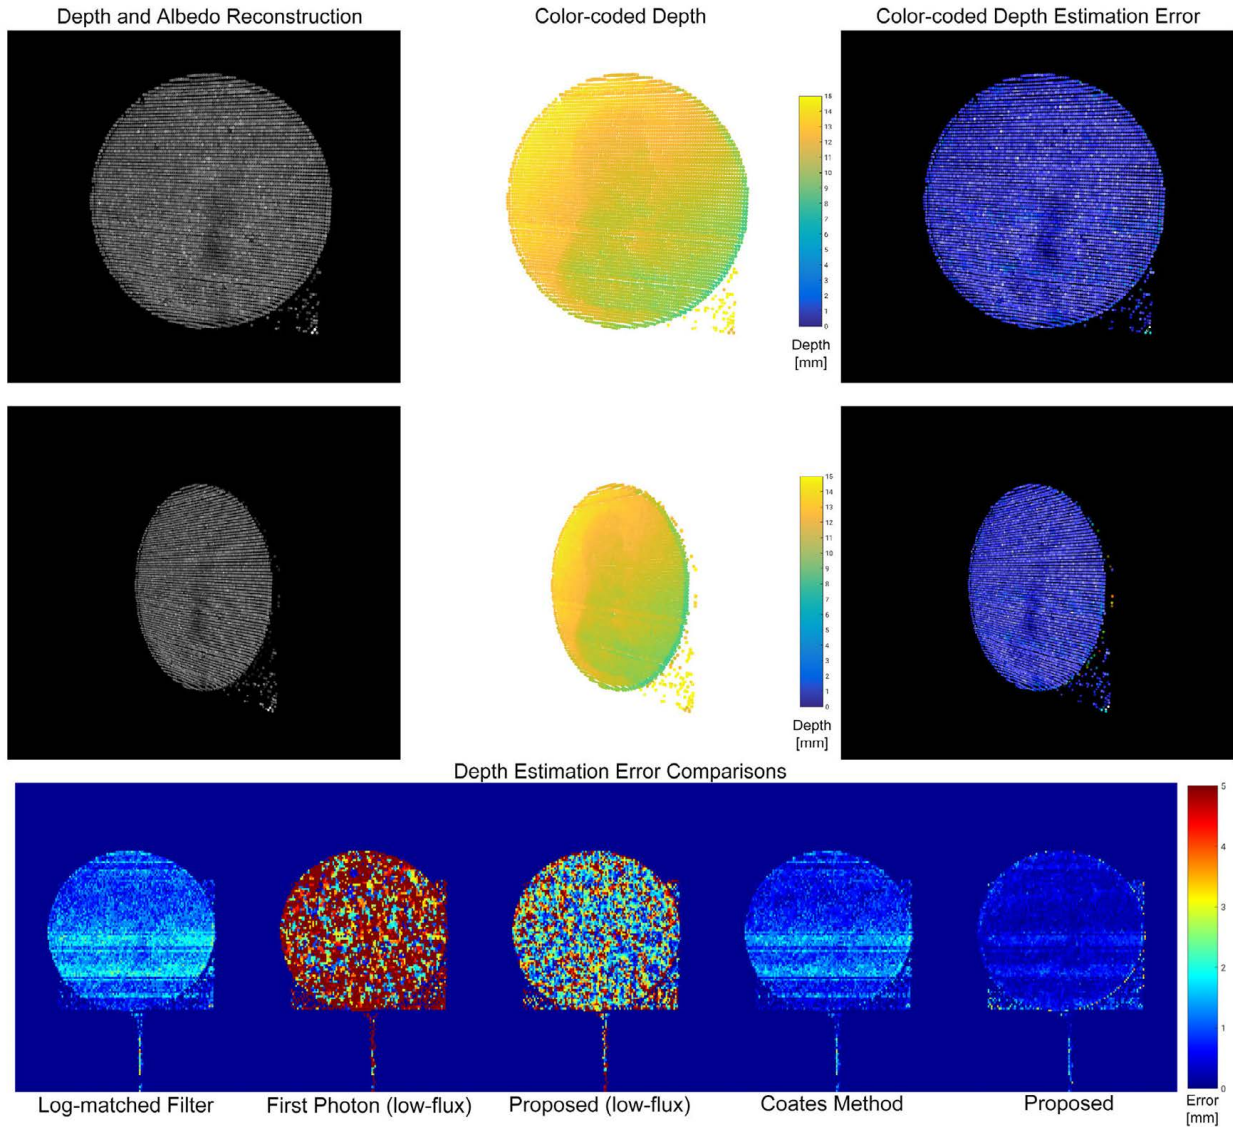 Depth and Albedo Reconstruction
Color-coded Depth
Color-coded Depth Estimation Error
15
14
13
12
11
10
9
8
7
6
5
4
3
2
1
0
Depth
[mm]
15
14
13
12
11
10
9
8
7
6
5
4
3
2
1
0
Depth
[mm]
Depth Estimation Error Comparisons
5
4
3
2
1
0
Log-matched Filter
First Photon (low-flux)
Proposed (low-flux)
Coates Method
Proposed
Error
[mm]